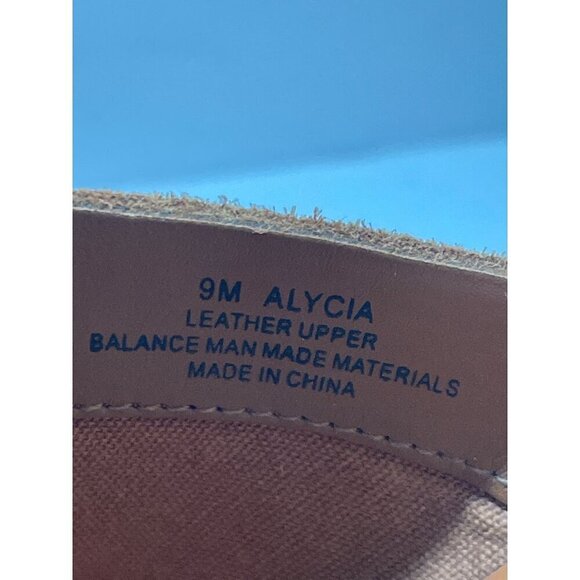 9M ALYCIA
LEATHER UPPER
BALANCE MAN MADE MATERIALS
MADE IN CHINA